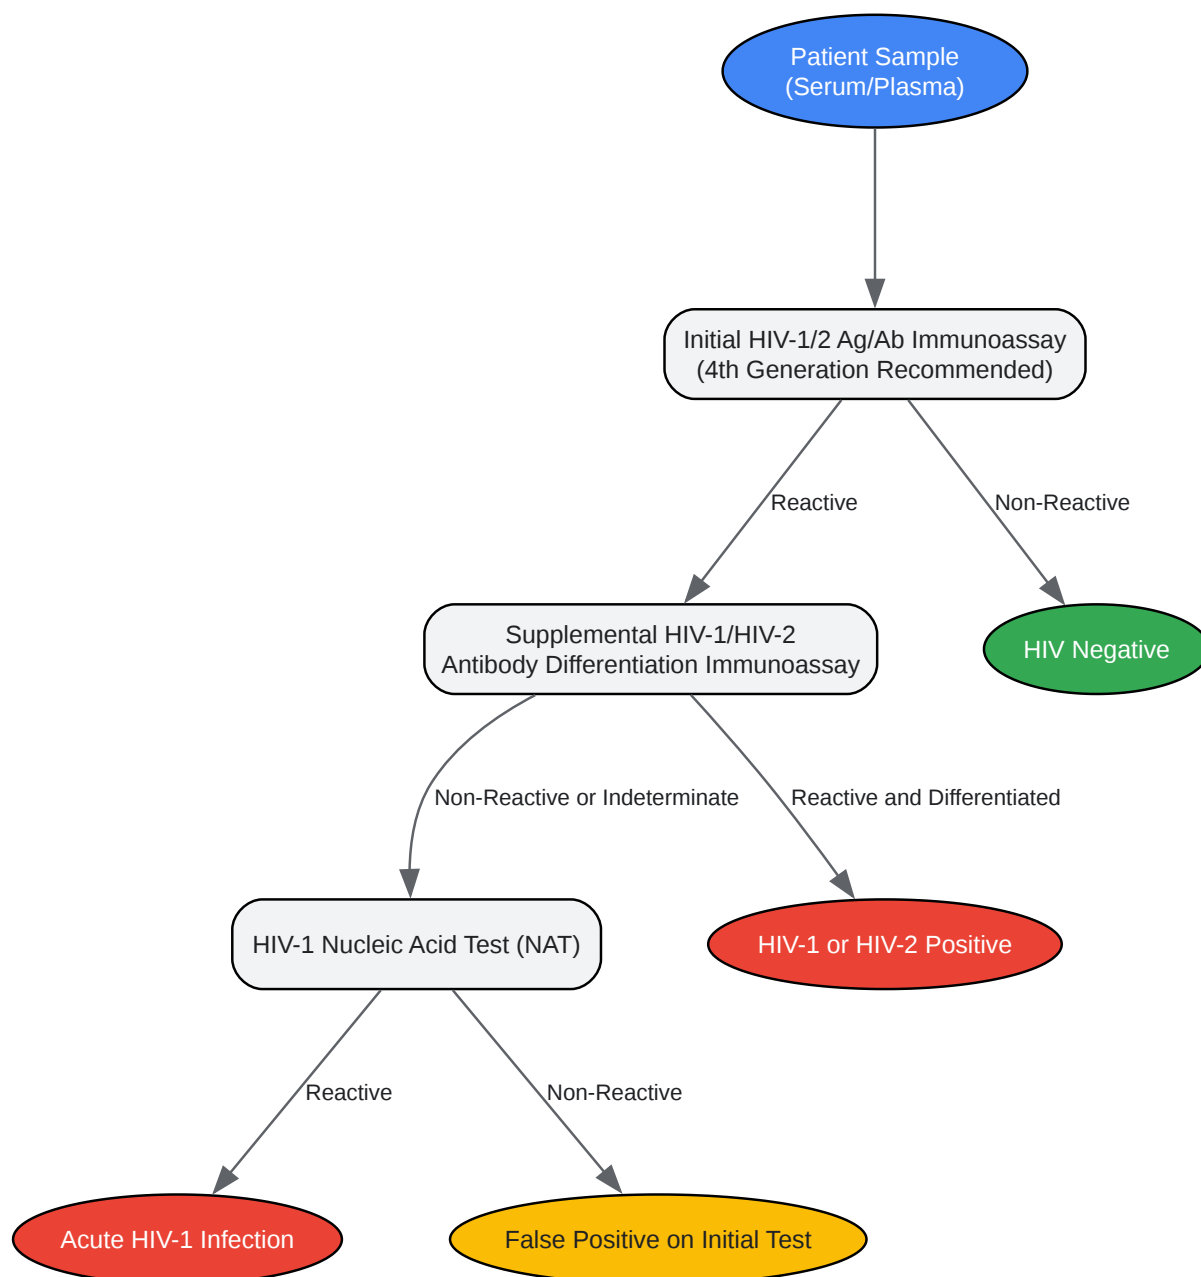 Patient Sample
(Serum/Plasma)
Initial HIV-1/2 Ag/Ab Immunoassay
(4th Generation Recommended)
Reactive
Non-Reactive
Supplemental HIV-1/HIV-2
Antibody Differentiation Immunoassay
HIV Negative
Non-Reactive or Indeterminate
Reactive and Differentiated
HIV-1 Nucleic Acid Test (NAT)
HIV-1 or HIV-2 Positive
Reactive
Non-Reactive
Acute HIV-1 Infection
False Positive on Initial Test